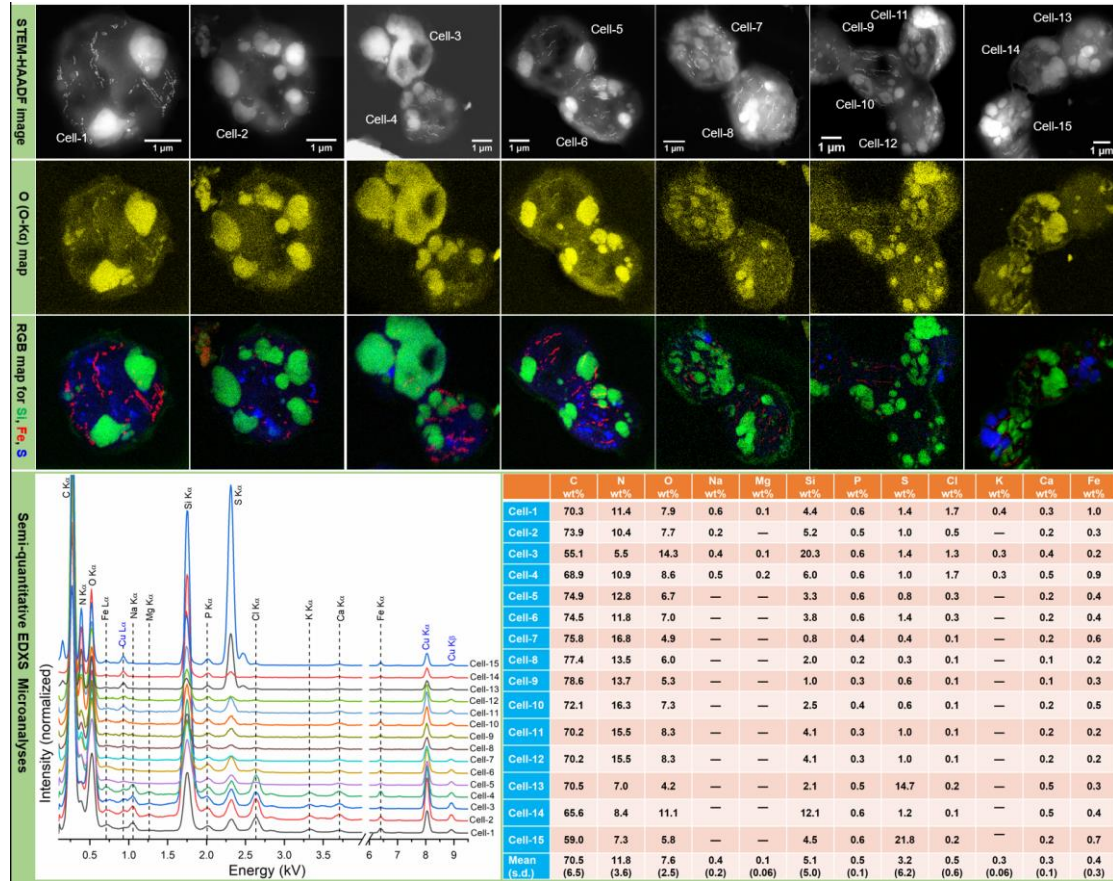 STEM-HAADF image
Cell-1
1 µm
Cell-2
1 µm
Cell-3
Cell-4
1 µm
Cell-5
Cell-6
1 µm
Cell-7
Cell-8
1 µm
Cell-11
Cell-9
Cell-10
1 µm
Cell-12
Cell-13
Cell-14
Cell-15
1 µm
O (O-Kα) map
RGB map for Si, Fe, S
Semi-quantitative EDXS Microanalyses
C Kα
N Kα
O Kα
Fe Lα
Cu Lα
Na Kα
Mg Kα
Si Kα
P Kα
S Kα
Cl Kα
K Kα
Ca Kα
Fe Kα
Cu Kα
Cu Kβ
Cell-15
Cell-14
Cell-13
Cell-12
Cell-11
Cell-10
Cell-9
Cell-8
Cell-7
Cell-6
Cell-5
Cell-4
Cell-3
Cell-2
Cell-1
Intensity (normalized)
0.5 1.0 1.5 2.0 2.5 3.0 3.5 6 7 8 9
Energy (kV)
C N O Na Mg Si P S Cl K Ca Fe
wt% wt% wt% wt% wt% wt% wt% wt% wt% wt% wt% wt%
Cell-1 70.3 11.4 7.9 0.6 0.1 4.4 0.6 1.4 1.7 0.4 0.3 1.0
Cell-2 73.9 10.4 7.7 0.2 — 5.2 0.5 1.0 0.5 — 0.2 0.3
Cell-3 55.1 5.5 14.3 0.4 0.1 20.3 0.6 1.4 1.3 0.3 0.4 0.2
Cell-4 68.9 10.9 8.6 0.5 0.2 6.0 0.6 1.0 1.7 0.3 0.5 0.9
Cell-5 74.9 12.8 6.7 — — 3.3 0.6 0.8 0.3 — 0.2 0.4
Cell-6 74.5 11.8 7.0 — — 3.8 0.6 1.4 0.3 — 0.2 0.4
Cell-7 75.8 16.8 4.9 — — 0.8 0.4 0.4 0.1 — 0.2 0.6
Cell-8 77.4 13.5 6.0 — — 2.0 0.2 0.3 0.1 — 0.1 0.2
Cell-9 78.6 13.7 5.3 — — 1.0 0.3 0.6 0.1 — 0.1 0.3
Cell-10 72.1 16.3 7.3 — — 2.5 0.4 0.6 0.1 — 0.2 0.5
Cell-11 70.2 15.5 8.3 — — 4.1 0.3 1.0 0.1 — 0.2 0.2
Cell-12 70.2 15.5 8.3 — — 4.1 0.3 1.0 0.1 — 0.2 0.2
Cell-13 70.5 7.0 4.2 — — 2.1 0.5 14.7 0.2 — 0.5 0.3
Cell-14 65.6 8.4 11.1 — — 12.1 0.6 1.2 0.1 — 0.5 0.4
Cell-15 59.0 7.3 5.8 — — 4.5 0.6 21.8 0.2 — 0.2 0.7
Mean 70.5 11.8 7.6 0.4 0.1 5.1 0.5 3.2 0.5 0.3 0.3 0.4
(s.d.) (6.5) (3.6) (2.5) (0.2) (0.06) (5.0) (0.1) (6.2) (0.6) (0.06) (0.1) (0.3)